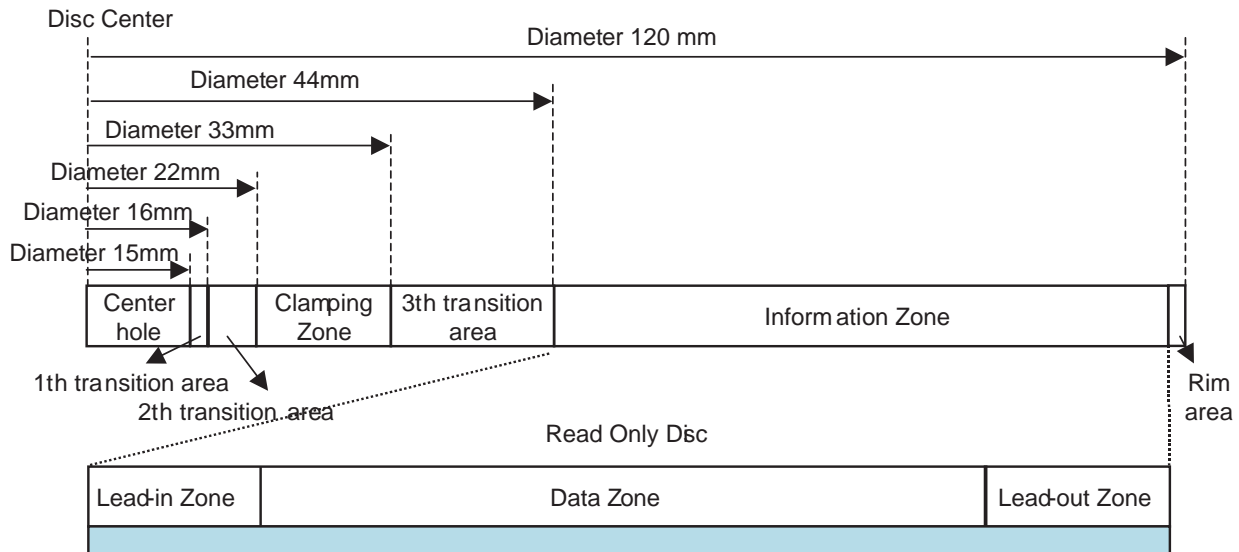 Disc Center
Diameter 120 mm
Diameter 44mm
Diameter 33mm
Diameter 22mm
Diameter 16mm
Diameter 15mm
Center
hole
Clamping
Zone
3th transition
area
Information Zone
1th transition area
2th transition area
Rim
area
Read Only Disc
Lead-in Zone
Data Zone
Lead-out Zone